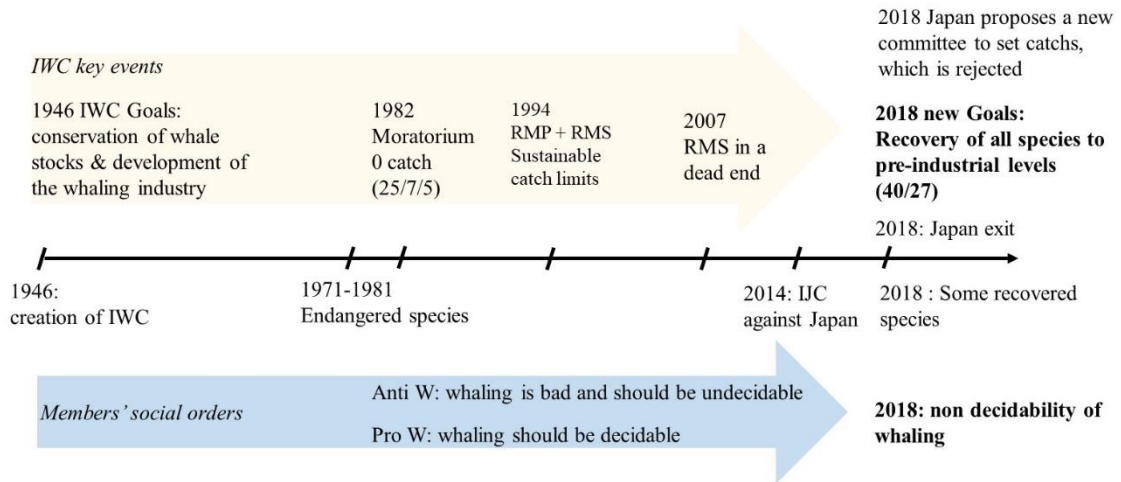 2018 Japan proposes a new
committee to set catchs,
which is rejected
IWC key events
1946 IWC Goals:
conservation of whale
stocks & development of
the whaling industry
1982
Moratorium
0 catch
(25/7/5)
1994
RMP + RMS
Sustainable
catch limits
2007
RMS in a
dead end
2018 new Goals:
Recovery of all species to
pre-industrial levels
(40/27)
2018: Japan exit
1946:
creation of IWC
1971-1981
Endangered species
2014: IJC
against Japan
2018 : Some recovered
species
Members' social orders
Anti W: whaling is bad and should be undecidable
Pro W: whaling should be decidable
2018: non decidability of
whaling